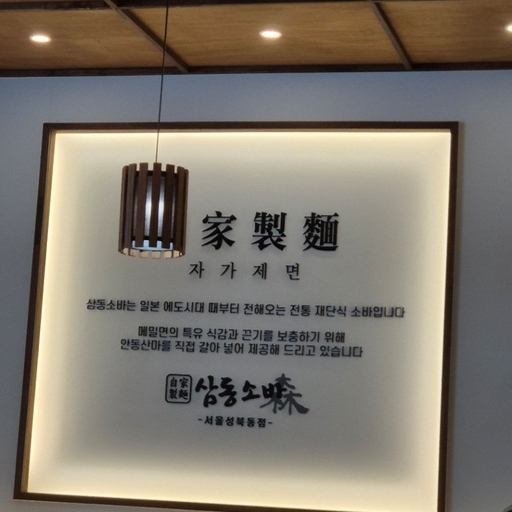 家製麵
자가제면
삼동소바는 일본 에도시대 때부터 전해오는 전통 재단식 소바입니다
메밀면의 특유 식감과 끈기를 보충하기 위해
안동산마를 직접 갈아 넣어 제공해 드리고 있습니다
自家製麵 삼동소바 森
-서울성북동점-